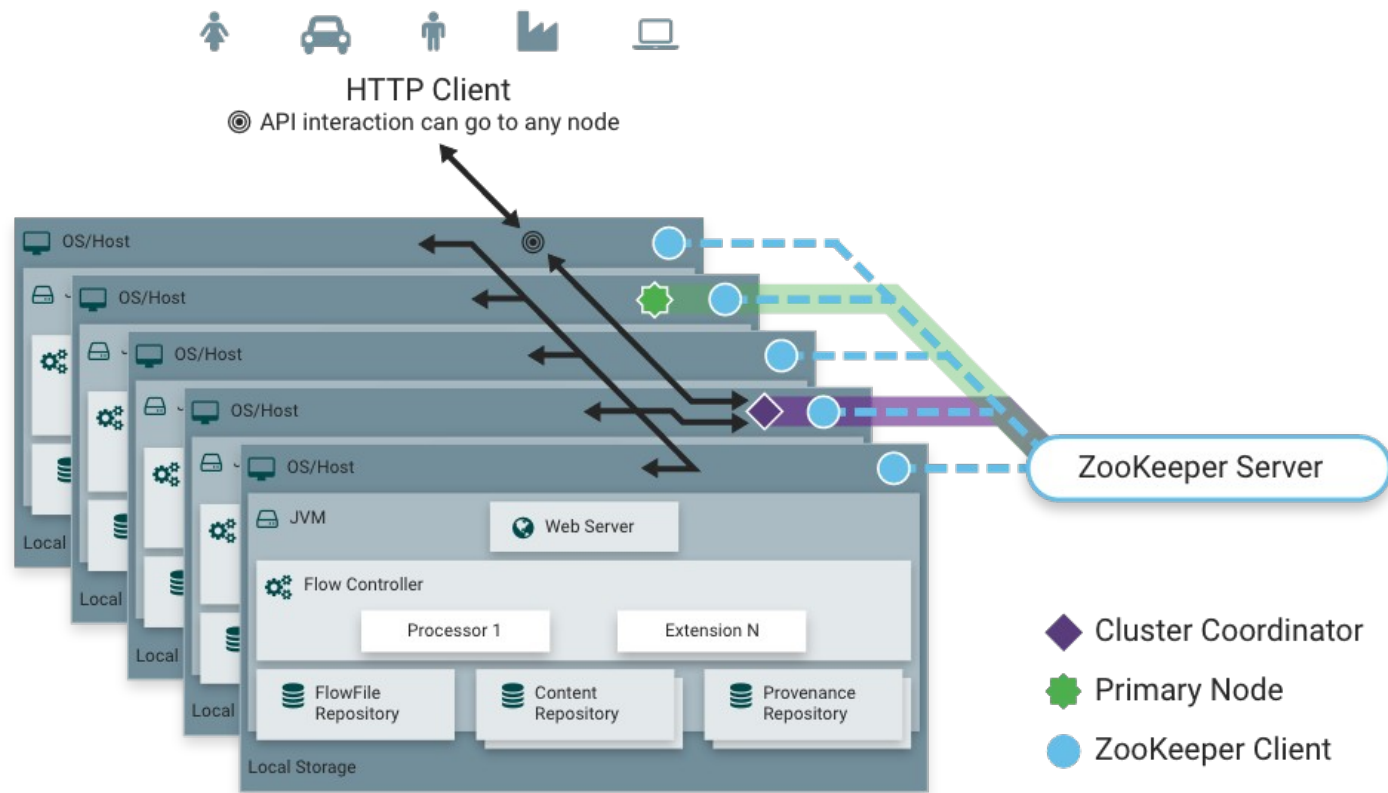 HTTP Client
API interaction can go to any node
OS/Host
OS/Host
OS/Host
OS/Host
OS/Host
ZooKeeper Server
JVM
Web Server
Flow Controller
Processor 1
Extension N
FlowFile
Repository
Content
Repository
Provenance
Repository
Local
Local
Local
Local
Local Storage
Cluster Coordinator
Primary Node
ZooKeeper Client